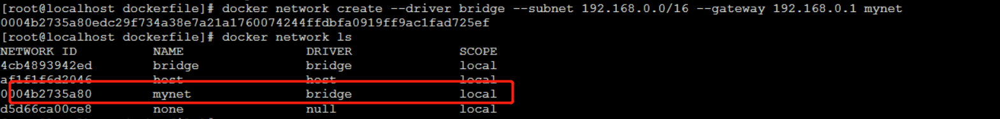 [root@localhost dockerfile]# docker network create --driver bridge --subnet 192.168.0.0/16 --gateway 192.168.0.1 mynet
0004b2735a80edc29f734a38e7a21a1760074244ffdbfa0919ff9ac1fad725ef
[root@localhost dockerfile]# docker network ls
NETWORK ID NAME DRIVER SCOPE
4cb4893942ed bridge bridge local
af1f1f6d2046 host host local
0004b2735a80 mynet bridge local
d5d66ca00ce8 none null local